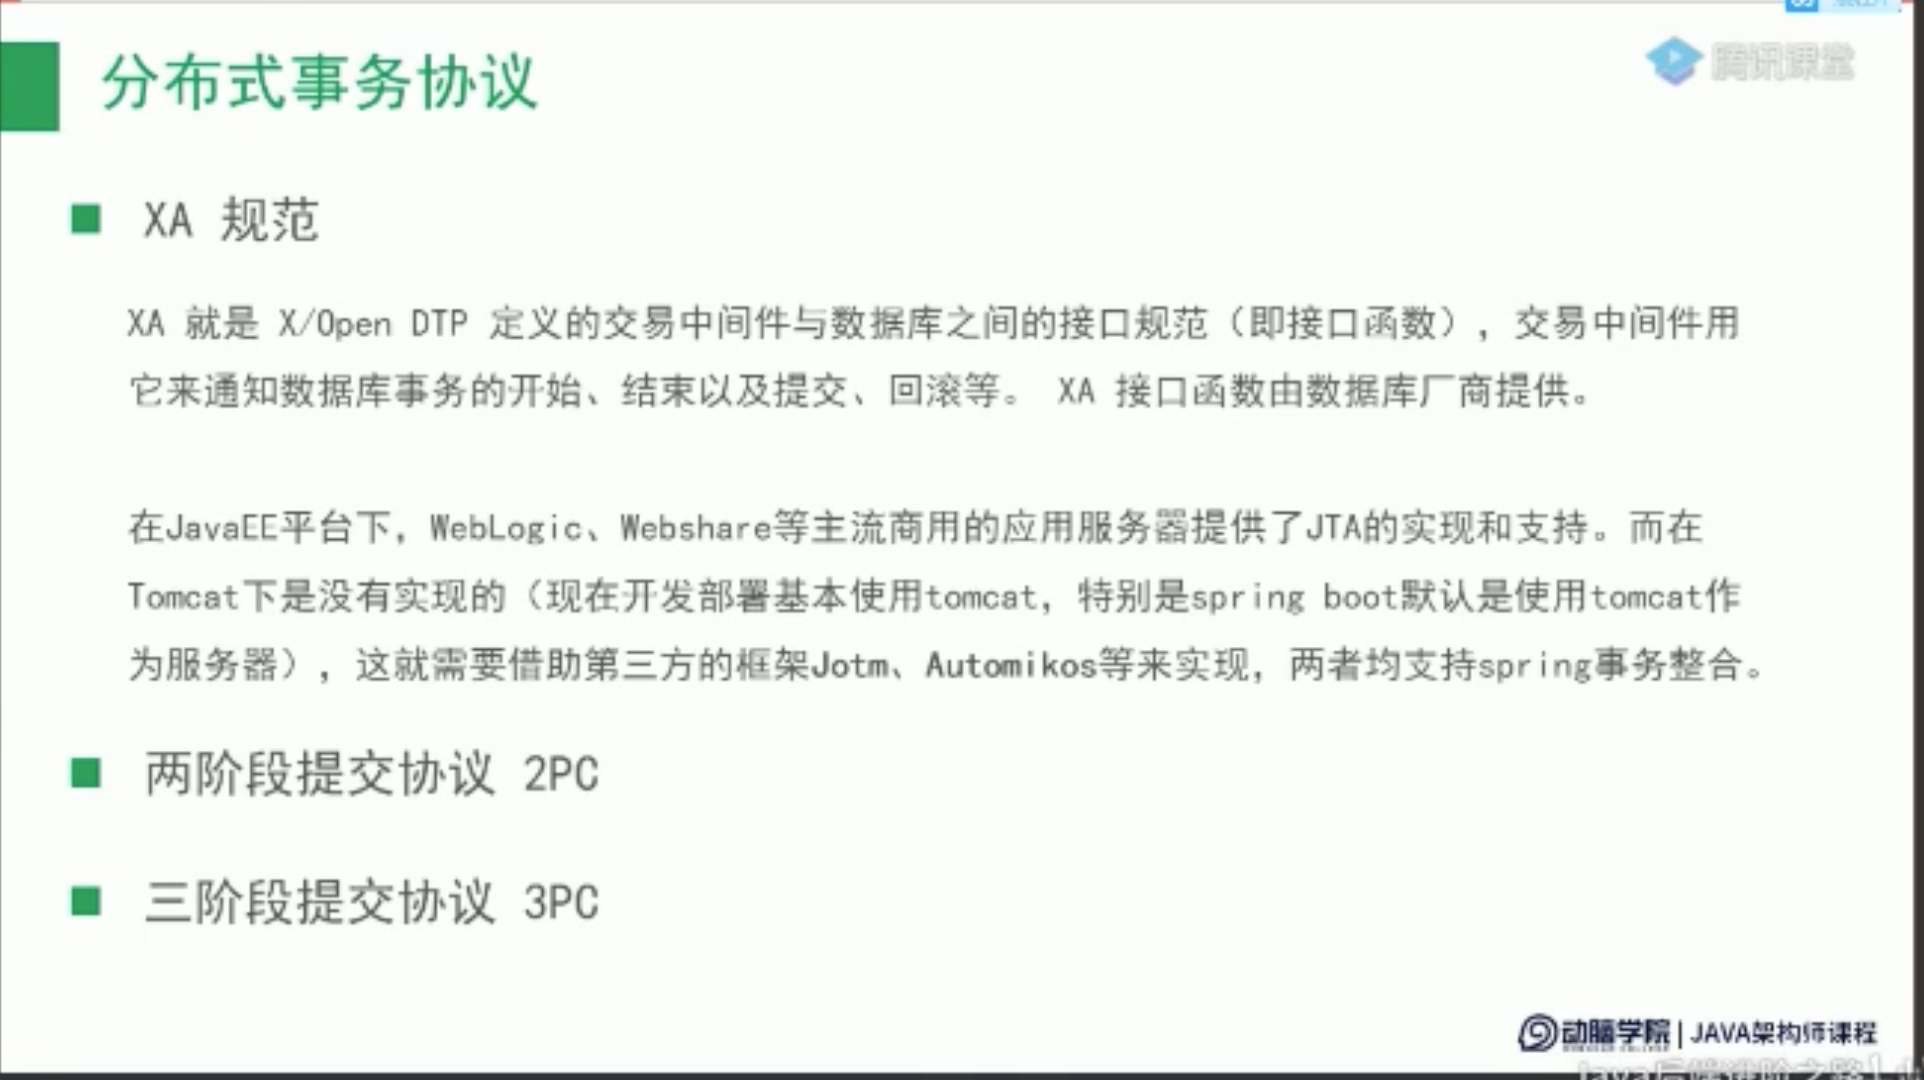 分布式事务协议
腾讯课堂
XA 规范
XA 就是 X/Open DTP 定义的交易中间件与数据库之间的接口规范（即接口函数），交易中间件用
它来通知数据库事务的开始、结束以及提交、回滚等。 XA 接口函数由数据库厂商提供。
在JavaEE平台下，WebLogic、Webshare等主流商用的应用服务器提供了JTA的实现和支持。而在
Tomcat下是没有实现的（现在开发部署基本使用tomcat，特别是spring boot默认是使用tomcat作
为服务器），这就需要借助第三方的框架Jotm、Automikos等来实现，两者均支持spring事务整合。
两阶段提交协议 2PC
三阶段提交协议 3PC
动脑学院 | JAVA架构师课程